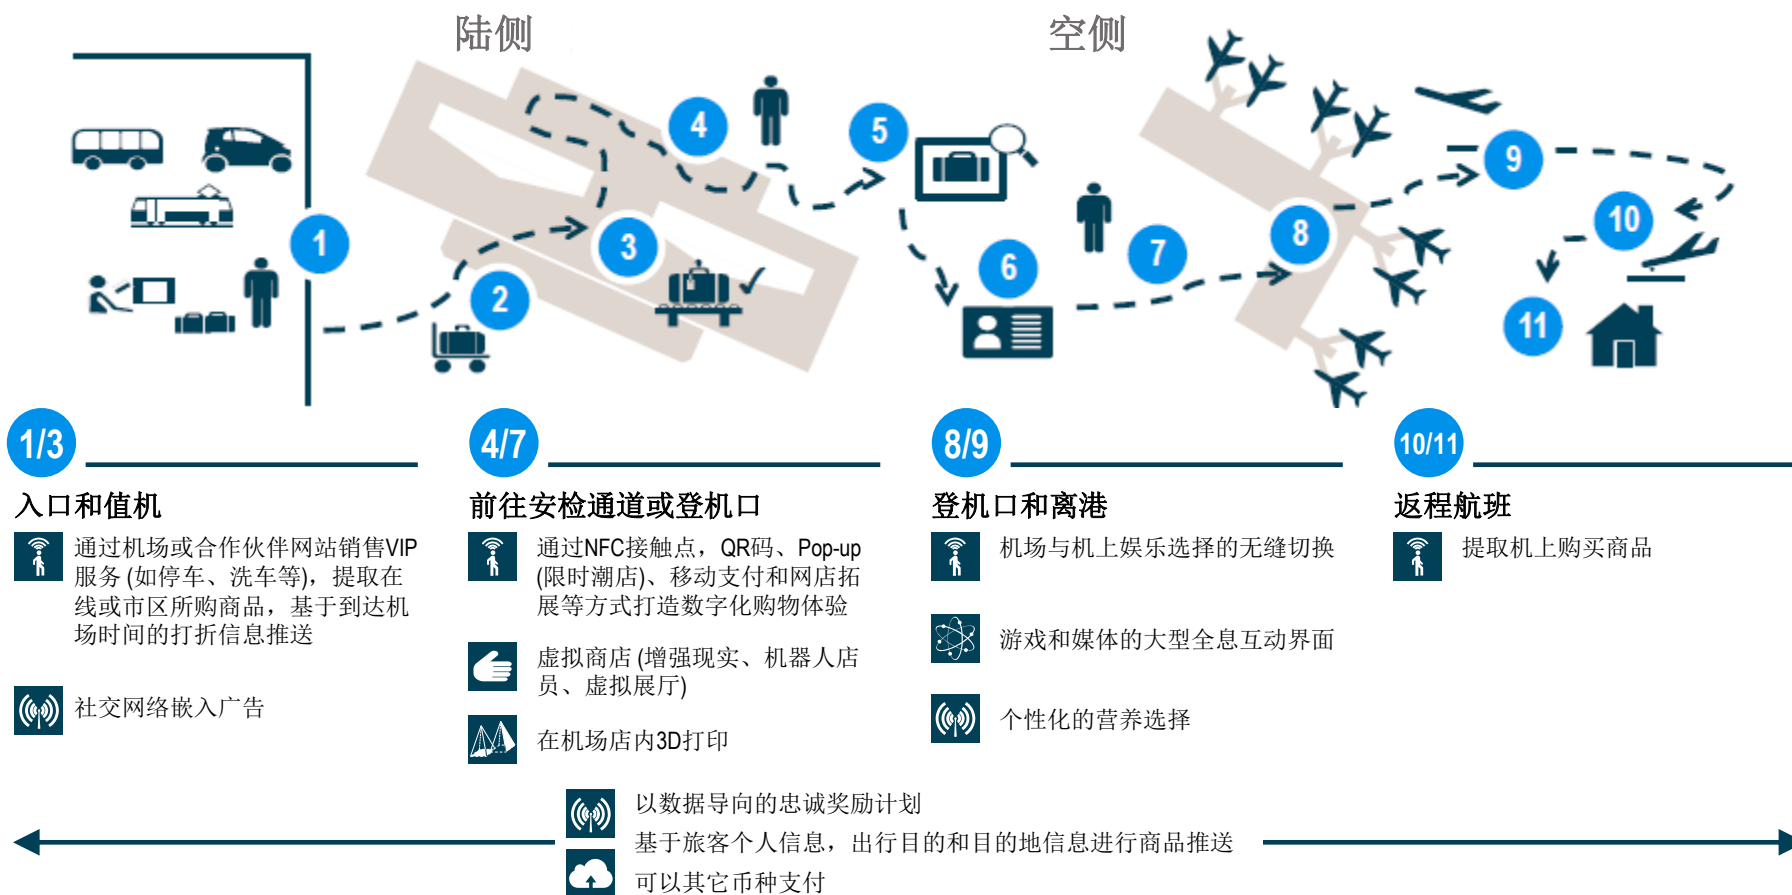 陆侧
空侧
1
2
3
4
5
6
7
8
9
10
11
1/3
入口和值机
通过机场或合作伙伴网站销售VIP
服务 (如停车、洗车等)，提取在
线或市区所购商品，基于到达机
场时间的打折信息推送
社交网络嵌入广告
4/7
前往安检通道或登机口
通过NFC接触点，QR码、Pop-up
(限时潮店)、移动支付和网店拓
展等方式打造数字化购物体验
虚拟商店 (增强现实、机器人店
员、虚拟展厅)
在机场店内3D打印
8/9
登机口和离港
机场与机上娱乐选择的无缝切换
游戏和媒体的大型全息互动界面
个性化的营养选择
10/11
返程航班
提取机上购买商品
以数据导向的忠诚奖励计划
基于旅客个人信息，出行目的和目的地信息进行商品推送
可以其它币种支付